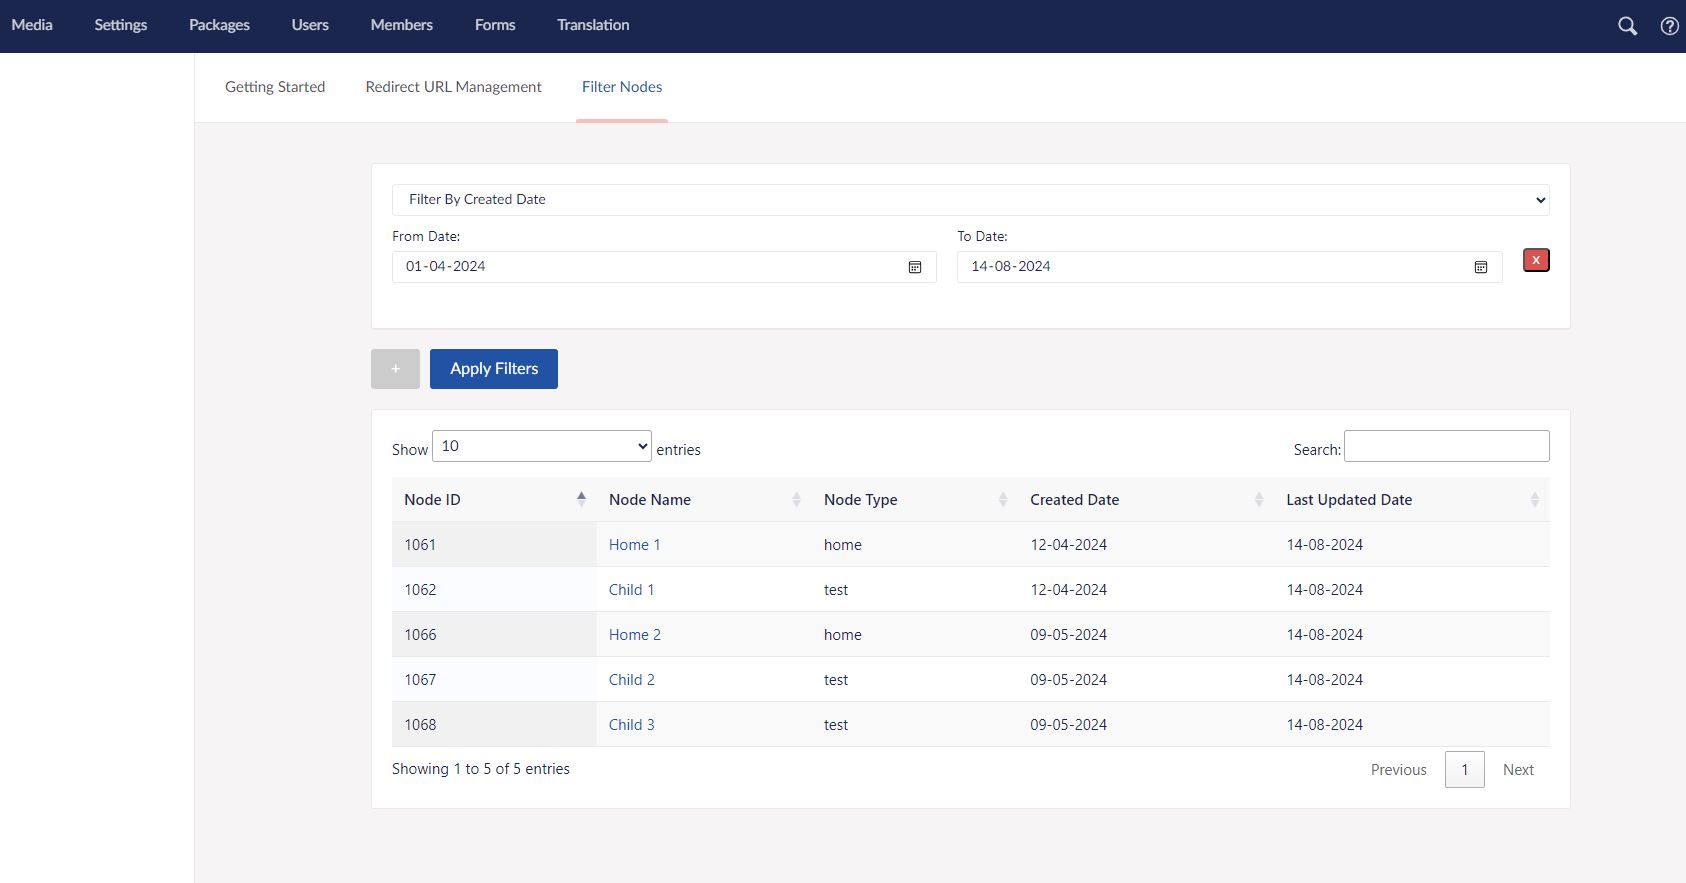 Media Settings Packages Users Members Forms Translation
Getting Started Redirect URL Management Filter Nodes
Filter By Created Date
From Date: To Date:
01-04-2024 14-08-2024 x
+ Apply Filters
Show 10 entries Search:
Node ID Node Name Node Type Created Date Last Updated Date
1061 Home 1 home 12-04-2024 14-08-2024
1062 Child 1 test 12-04-2024 14-08-2024
1066 Home 2 home 09-05-2024 14-08-2024
1067 Child 2 test 09-05-2024 14-08-2024
1068 Child 3 test 09-05-2024 14-08-2024
Showing 1 to 5 of 5 entries Previous 1 Next